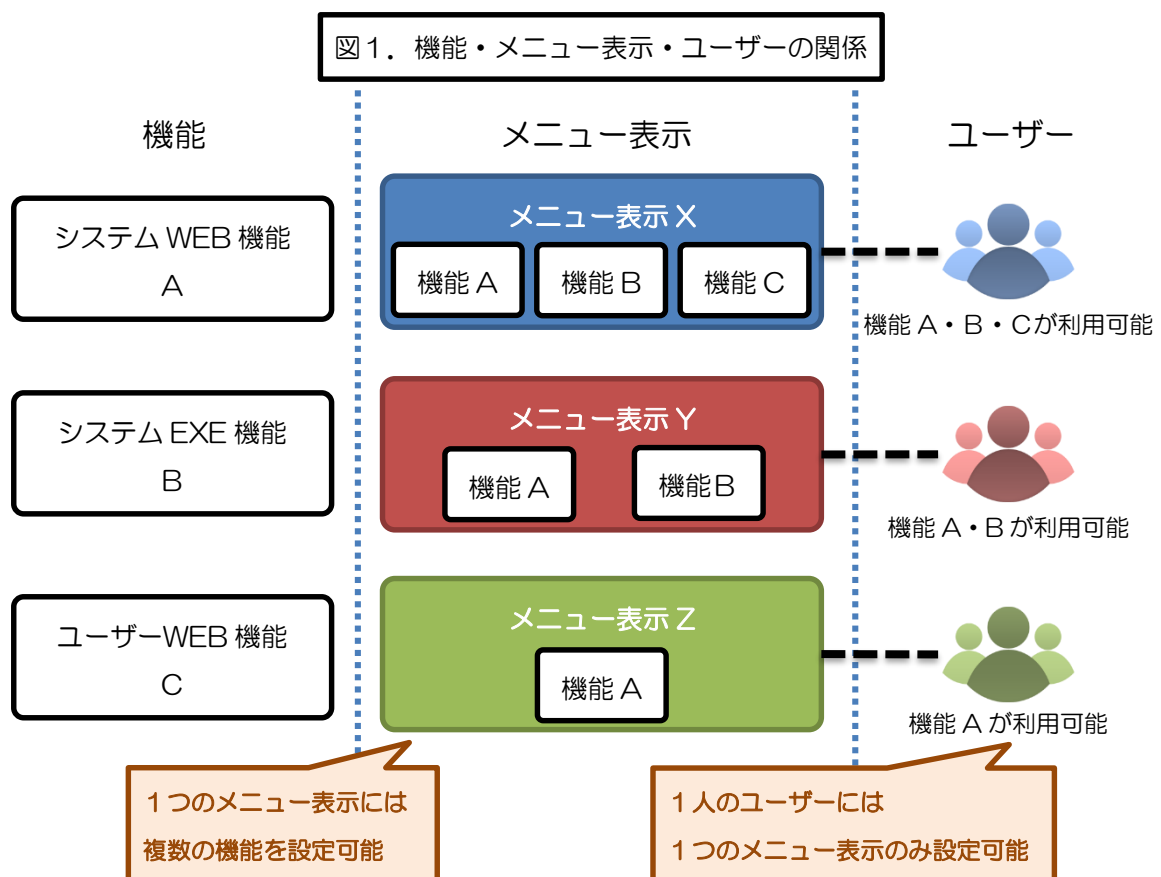 図1．機能・メニュー表示・ユーザーの関係
機能
メニュー表示
ユーザー
システム WEB 機能
A
メニュー表示 X
機能 A
機能 B
機能 C
機能 A・B・Cが利用可能
システム EXE 機能
B
メニュー表示 Y
機能 A
機能 B
機能 A・B が利用可能
ユーザーWEB 機能
C
メニュー表示 Z
機能 A
機能 A が利用可能
1つのメニュー表示には
複数の機能を設定可能
1人のユーザーには
1つのメニュー表示のみ設定可能